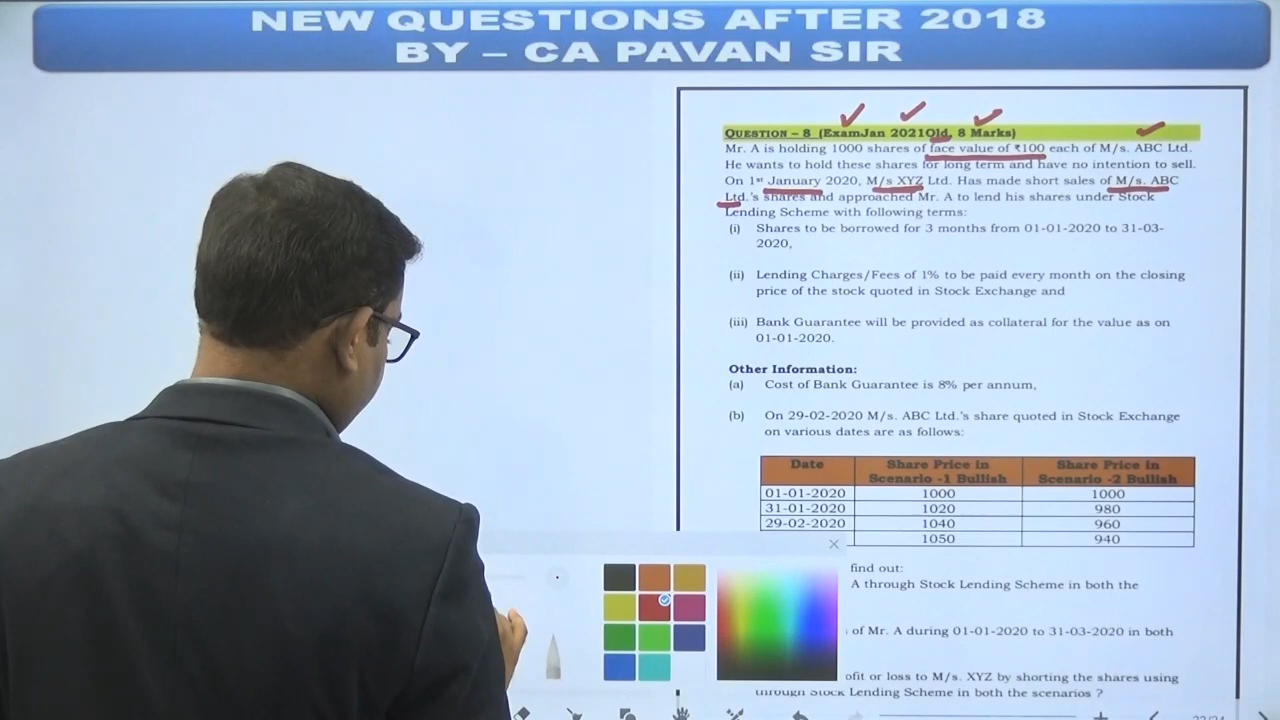 NEW QUESTIONS AFTER 2018
BY – CA PAVAN SIR
QUESTION – 8 (ExamJan 2021Old, 8 Marks)
Mr. A is holding 1000 shares of face value of ₹100 each of M/s. ABC Ltd.
He wants to hold these shares for long term and have no intention to sell.
On 1st January 2020, M/s XYZ Ltd. Has made short sales of M/s. ABC
Ltd.'s shares and approached Mr. A to lend his shares under Stock
Lending Scheme with following terms:
(i) Shares to be borrowed for 3 months from 01-01-2020 to 31-03-
2020,
(ii) Lending Charges/Fees of 1% to be paid every month on the closing
price of the stock quoted in Stock Exchange and
(iii) Bank Guarantee will be provided as collateral for the value as on
01-01-2020.
Other Information:
(a) Cost of Bank Guarantee is 8% per annum,
(b) On 29-02-2020 M/s. ABC Ltd.'s share quoted in Stock Exchange
on various dates are as follows:
Date Share Price in Share Price in
Scenario -1 Bullish Scenario -2 Bullish
01-01-2020 1000 1000
31-01-2020 1020 980
29-02-2020 1040 960
1050 940
find out:
A through Stock Lending Scheme in both the
of Mr. A during 01-01-2020 to 31-03-2020 in both
ofit or loss to M/s. XYZ by shorting the shares using
through Stock Lending Scheme in both the scenarios ?